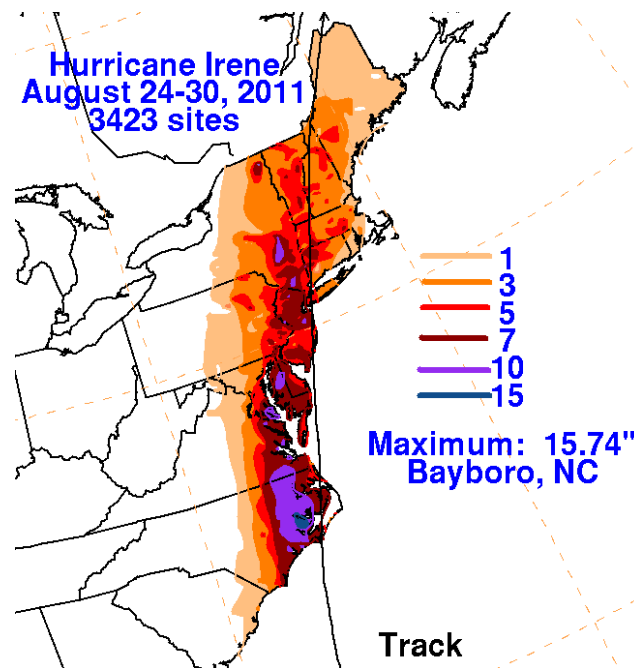 Hurricane Irene
August 24-30, 2011
3423 sites
1
3
5
7
10
15
Maximum: 15.74"
Bayboro, NC
Track